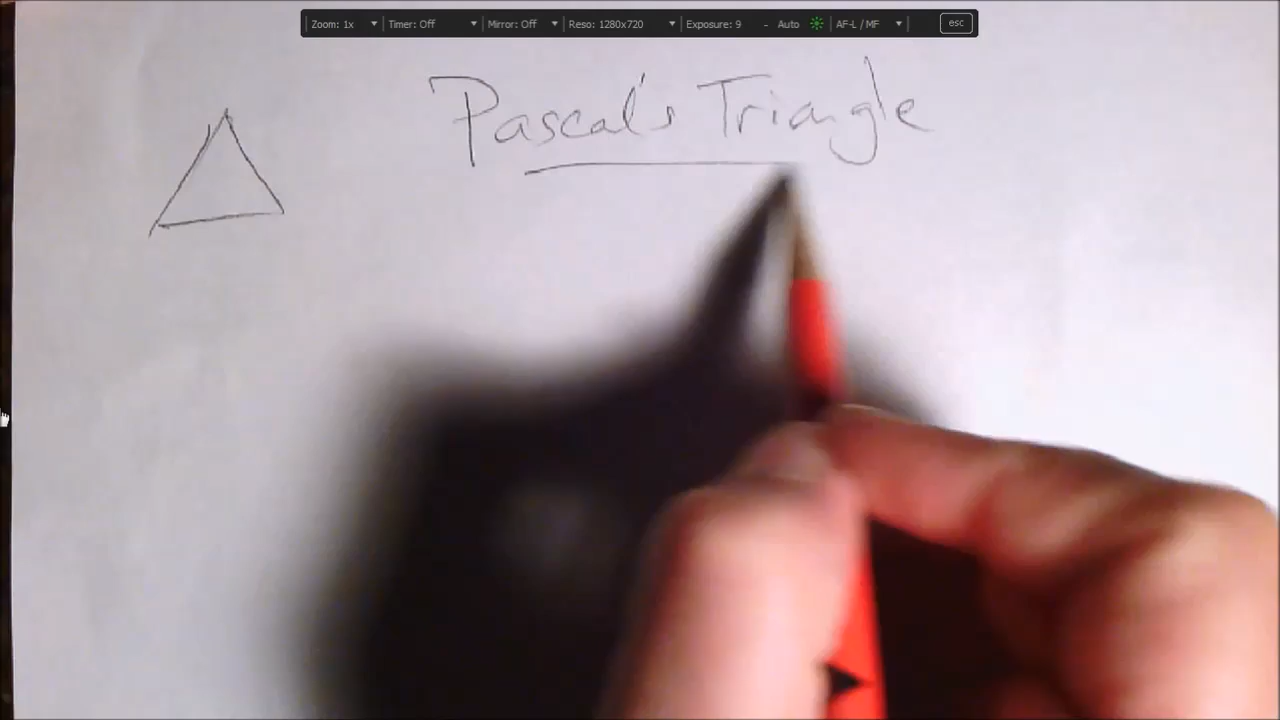 Zoom: 1x Timer: Off Mirror: Off Reso: 1280x720 Exposure: 9 - Auto AF-L / MF esc
Pascal's Triangle